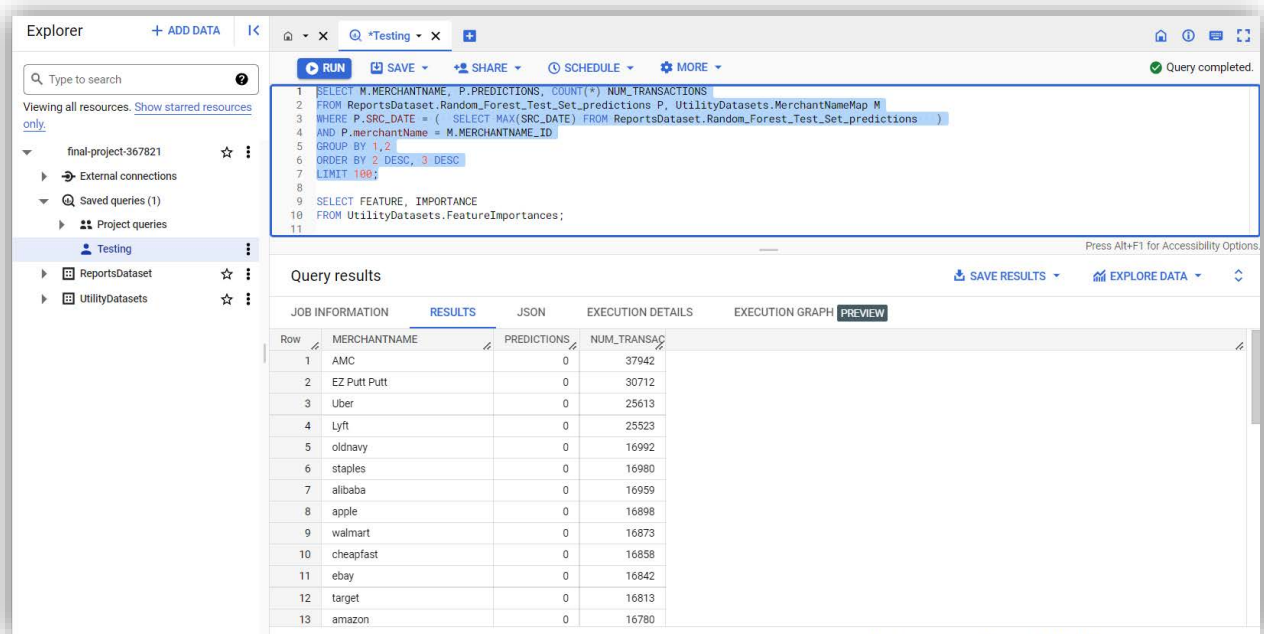 Explorer + ADD DATA
*Testing
RUN SAVE SHARE SCHEDULE MORE Query completed.
Type to search
Viewing all resources. Show starred resources
only.
final-project-367821
External connections
Saved queries (1)
Project queries
Testing
ReportsDataset
UtilityDatasets
1 SELECT M.MERCHANTNAME, P.PREDICTIONS, COUNT(*) NUM_TRANSACTIONS
2 FROM ReportsDataset.Random_Forest_Test_Set_predictions P, UtilityDatasets.MerchantNameMap M
3 WHERE P.SRC_DATE = ( SELECT MAX(SRC_DATE) FROM ReportsDataset.Random_Forest_Test_Set_predictions )
4 AND P.merchantName = M.MERCHANTNAME_ID
5 GROUP BY 1,2
6 ORDER BY 2 DESC, 3 DESC
7 LIMIT 100;
8
9 SELECT FEATURE, IMPORTANCE
10 FROM UtilityDatasets.FeatureImportances;
11
Press Alt+F1 for Accessibility Options.
Query results SAVE RESULTS EXPLORE DATA
JOB INFORMATION RESULTS JSON EXECUTION DETAILS EXECUTION GRAPH PREVIEW
Row MERCHANTNAME PREDICTIONS NUM_TRANSAC
1 AMC 0 37942
2 EZ Putt Putt 0 30712
3 Uber 0 25613
4 Lyft 0 25523
5 oldnavy 0 16992
6 staples 0 16980
7 alibaba 0 16959
8 apple 0 16898
9 walmart 0 16873
10 cheapfast 0 16858
11 ebay 0 16842
12 target 0 16813
13 amazon 0 16780